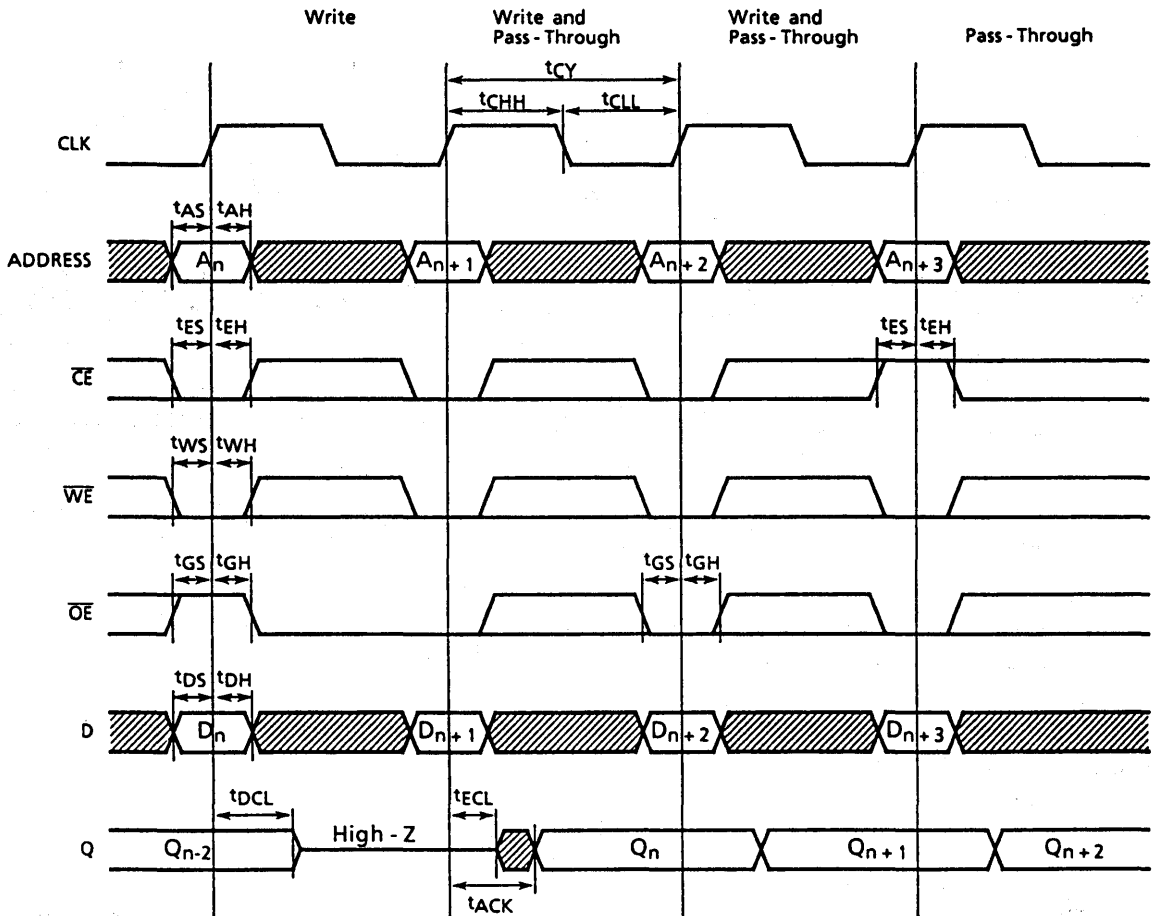 Write
Write and
Pass - Through
Write and
Pass - Through
Pass - Through
tCY
tCHH
tCLL
CLK
tAS
tAH
ADDRESS
An
An + 1
An + 2
An + 3
tES
tEH
tES
tEH
CE
tWS
tWH
WE
tGS
tGH
tGS
tGH
OE
tDS
tDH
D
Dn
Dn + 1
Dn + 2
Dn + 3
tDCL
tECL
Q
Qn-2
High - Z
Qn
Qn + 1
Qn + 2
tACK